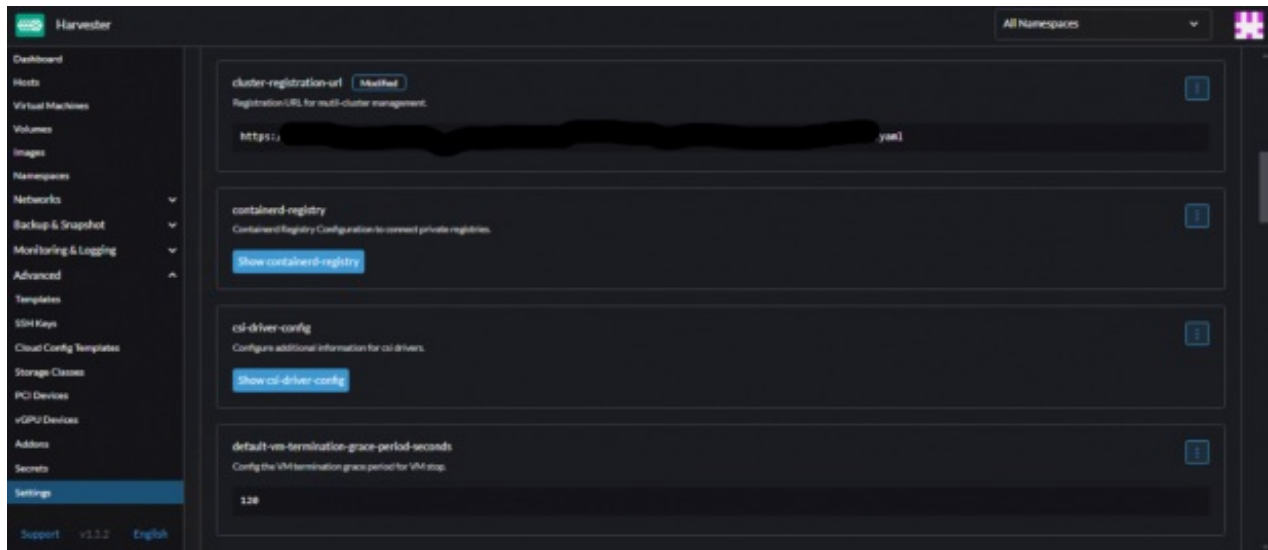 Harvester
All Namespaces
Dashboard
Hosts
Virtual Machines
Volumes
Images
Namespaces
Networks
Backup & Snapshot
Monitoring & Logging
Advanced
Templates
SSH Keys
Cloud Config Templates
Storage Classes
PCI Devices
vGPU Devices
Addons
Secrets
Settings
Support
English
cluster-registration-url Modified
Registration URL for mutil-cluster management.
https:/
yaml
containerd-registry
Containerd Registry Configuration to connect private registries.
Show containerd-registry
csi-driver-config
Configure additional information for csi drivers.
Show csi-driver-config
default-vm-termination-grace-period-seconds
Config the VM termination grace period for VM stop.
120